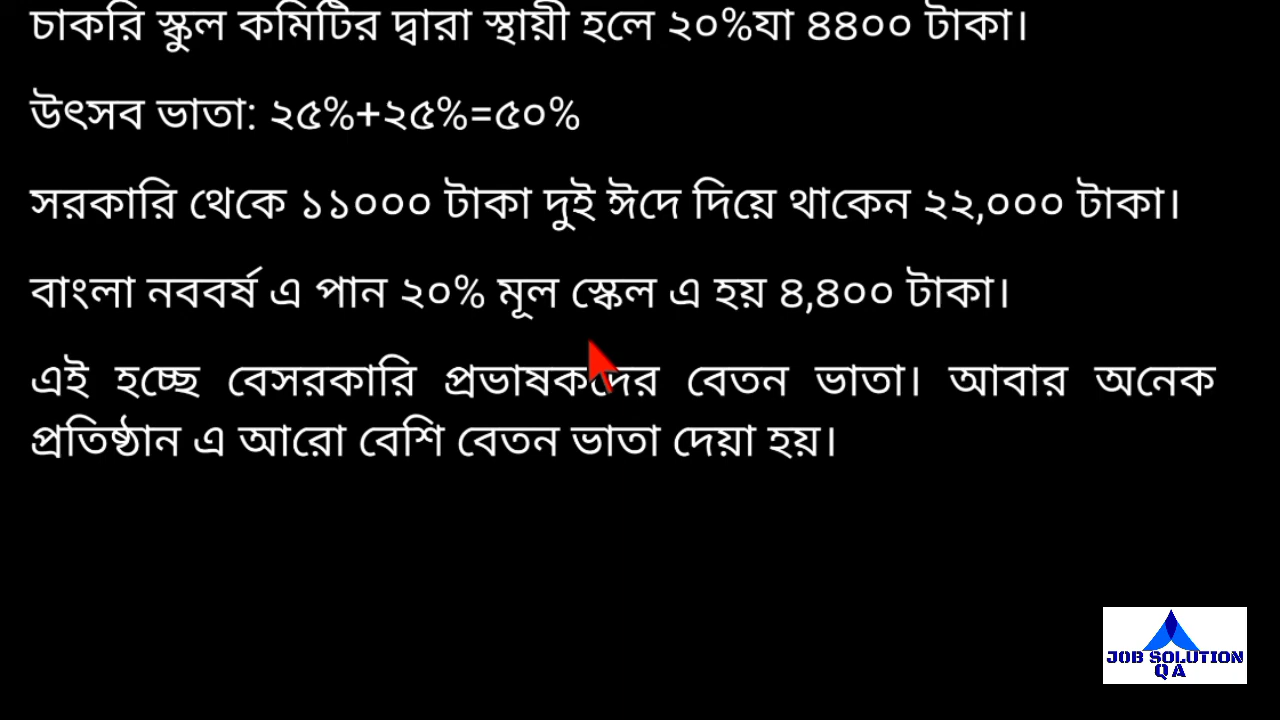 চাকরি স্কুল কমিটির দ্বারা স্থায়ী হলে ২০%যা ৪৪০০ টাকা।
উৎসব ভাতা: ২৫%+২৫%=৫০%
সরকারি থেকে ১১০০০ টাকা দুই ঈদে দিয়ে থাকেন ২২,০০০ টাকা।
বাংলা নববর্ষ এ পান ২০% মূল স্কেল এ হয় ৪,৪০০ টাকা।
এই হচ্ছে বেসরকারি প্রভাষকদের বেতন ভাতা। আবার অনেক
প্রতিষ্ঠান এ আরো বেশি বেতন ভাতা দেয়া হয়।
JOB SOLUTION
QA